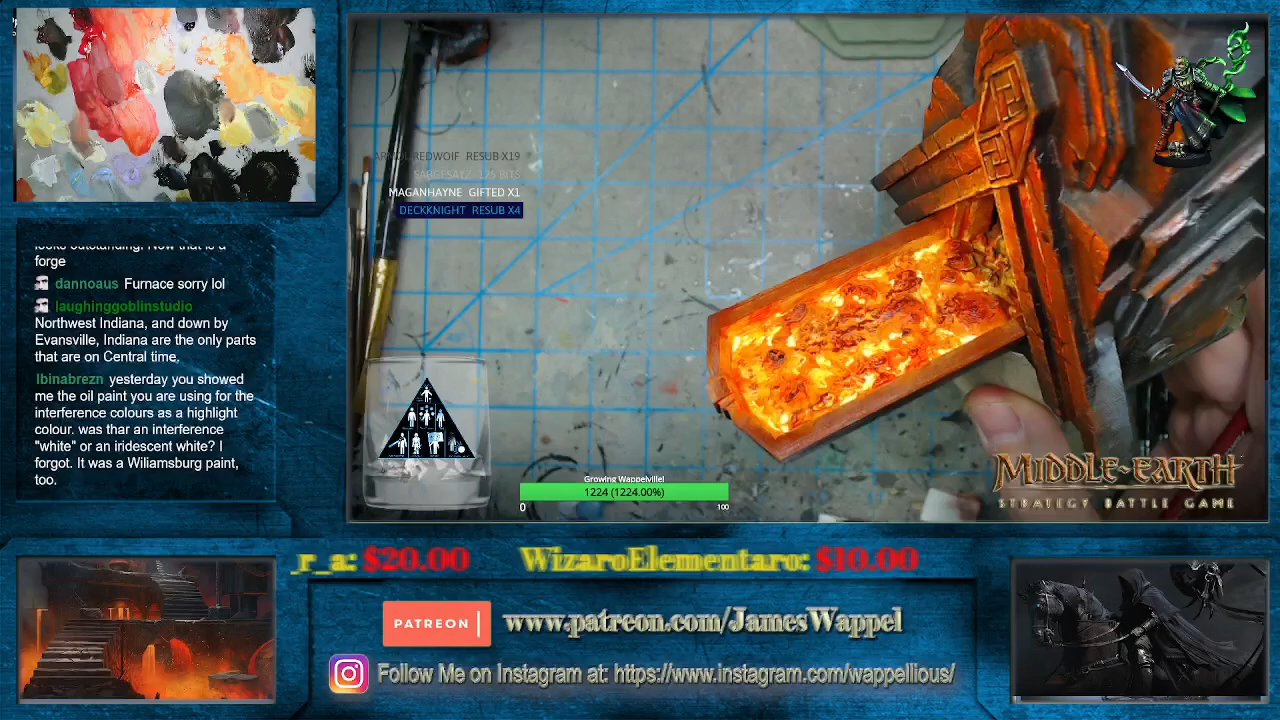 REDWOIF RESUB X19
SARGESAYZ 125 BITS
MAGANHAYNE GIFTED X1
DECKKNIGHT RESUB X4
looks outstanding. Now that is a
forge
dannoaus Furnace sorry lol
laughinggoblinstudio
Northwest Indiana, and down by
Evansville, Indiana are the only parts
that are on Central time,
lbinabrezn yesterday you showed
me the oil paint you are using for the
interference colours as a highlight
colour. was thar an interference
"white" or an iridescent white? I
forgot. It was a Wiliamsburg paint,
too.
Growing Wappelville!
1224 (1224.00%)
0 100
MIDDLE-EARTH
STRATEGY BATTLE GAME
_r_a: $20.00 WizaroElementaro: $10.00
PATREON www.patreon.com/JamesWappel
Follow Me on Instagram at: https://www.instagram.com/wappellious/